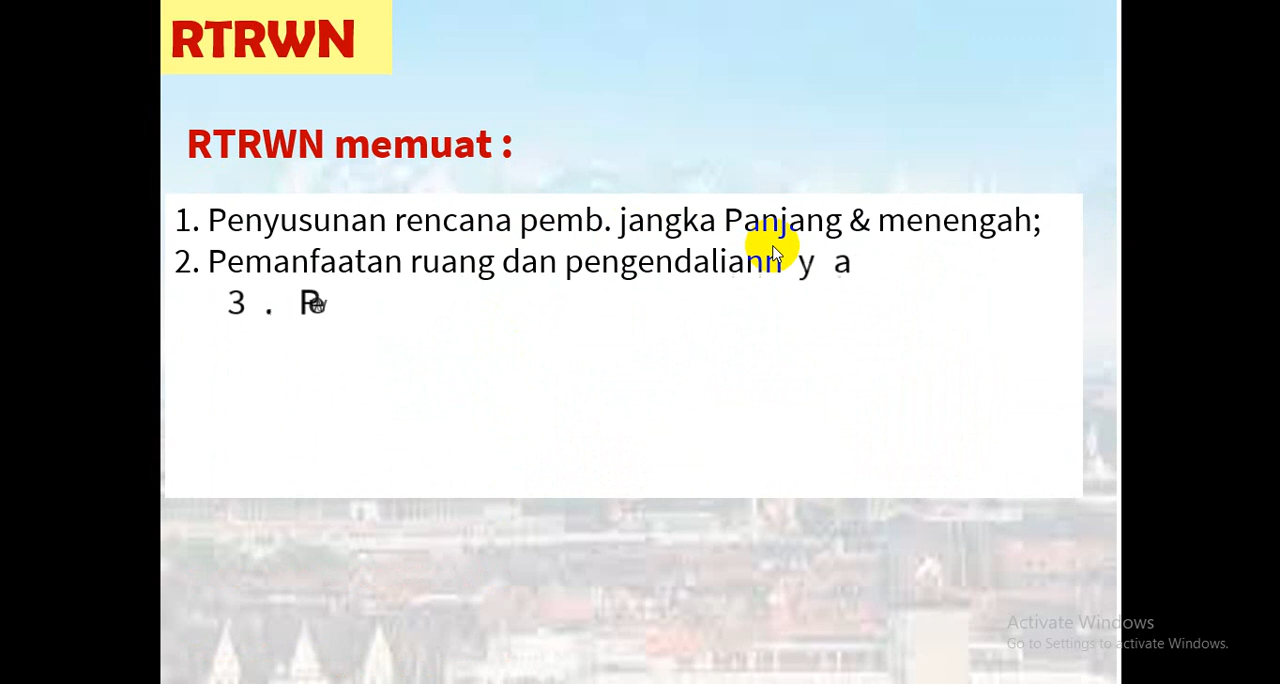 RTRWN
RTRWN memuat :
1. Penyusunan rencana pemb. jangka Panjang & menengah;
2. Pemanfaatan ruang dan pengendaliannya
3.
Activate Windows
Go to Settings to activate Windows.